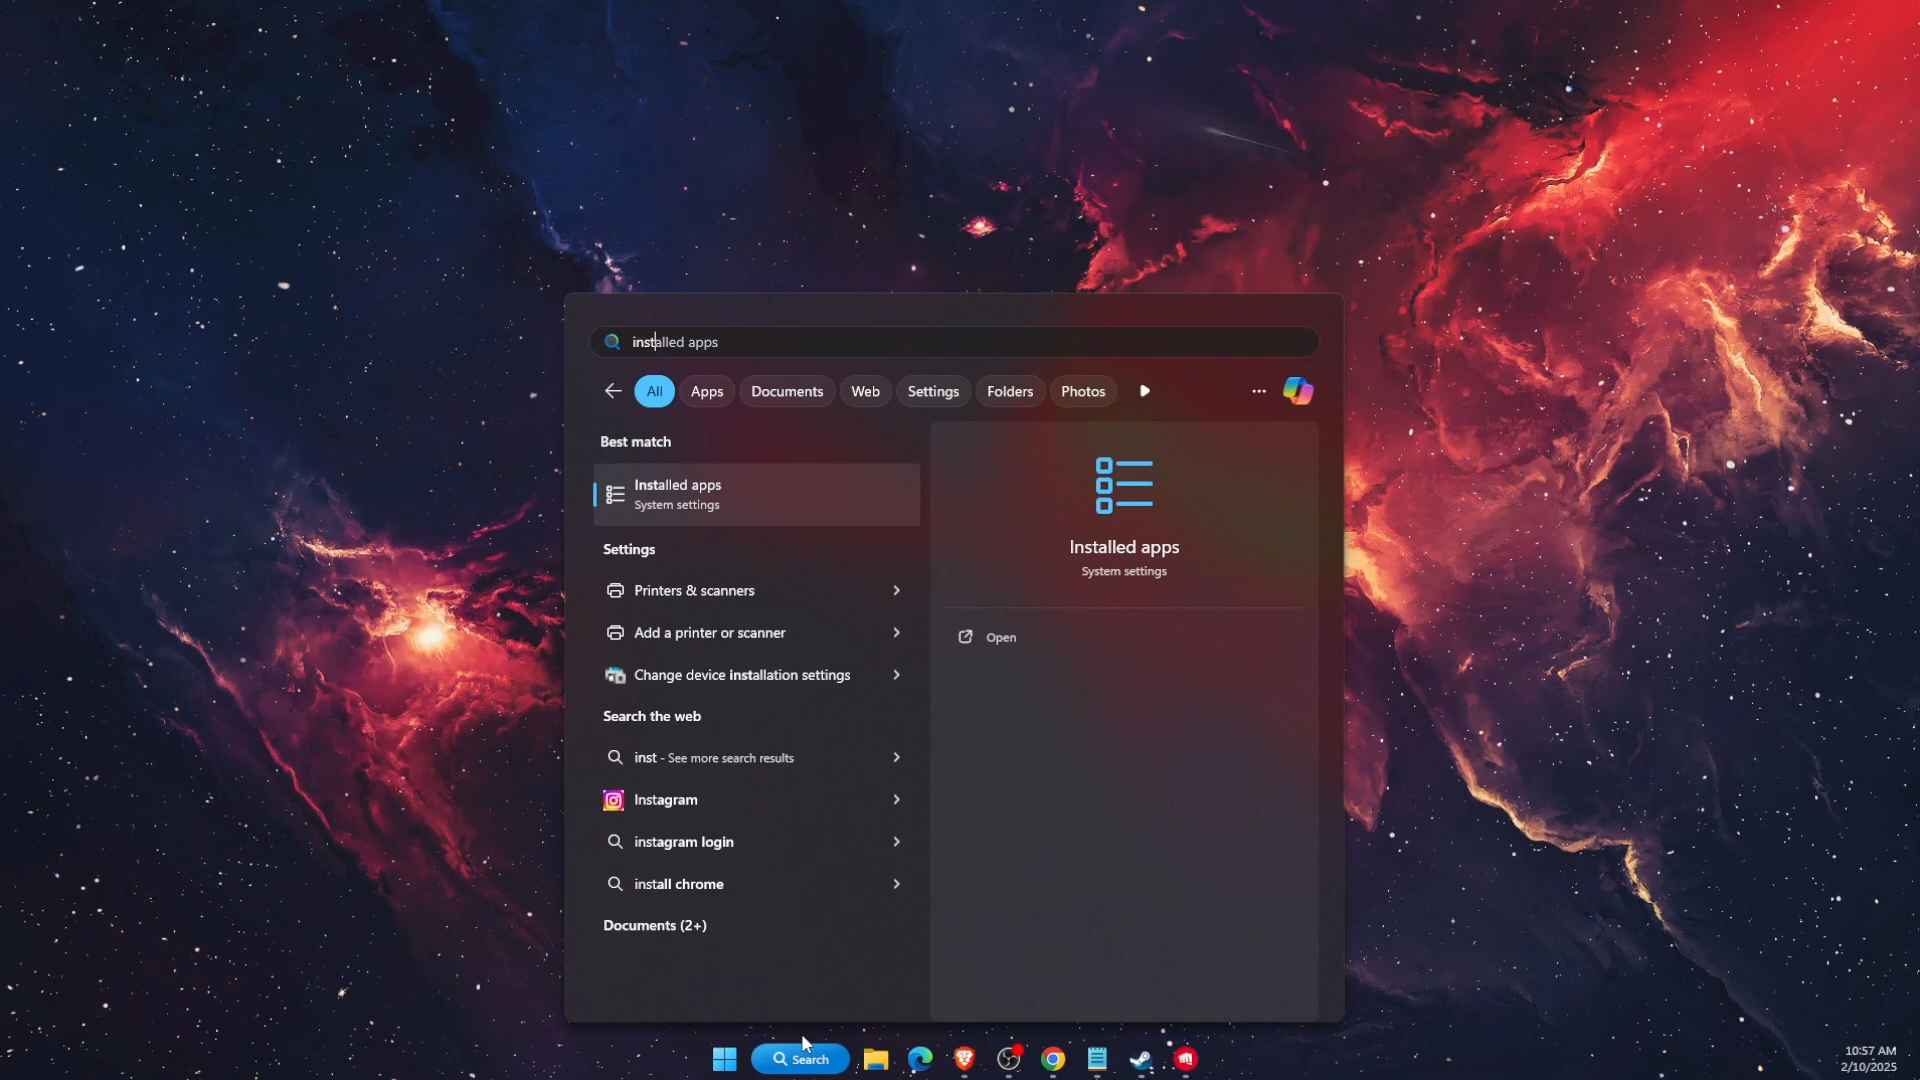 installed apps
All Apps Documents Web Settings Folders Photos
Best match
Installed apps
System settings
Settings
Printers & scanners
Add a printer or scanner
Change device installation settings
Search the web
inst - See more search results
Instagram
instagram login
install chrome
Documents (2+)
Installed apps
System settings
Open
Search
10:57 AM
2/10/2025